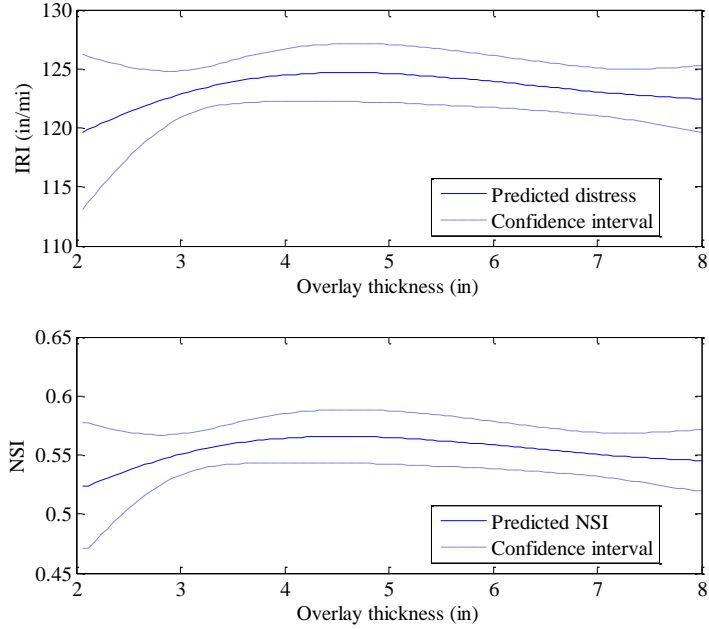 130
125
120
115
110
IRI (in/mi)
Predicted distress
Confidence interval
2 3 4 5 6 7 8
Overlay thickness (in)
0.65
0.6
0.55
0.5
0.45
NSI
Predicted NSI
Confidence interval
2 3 4 5 6 7 8
Overlay thickness (in)